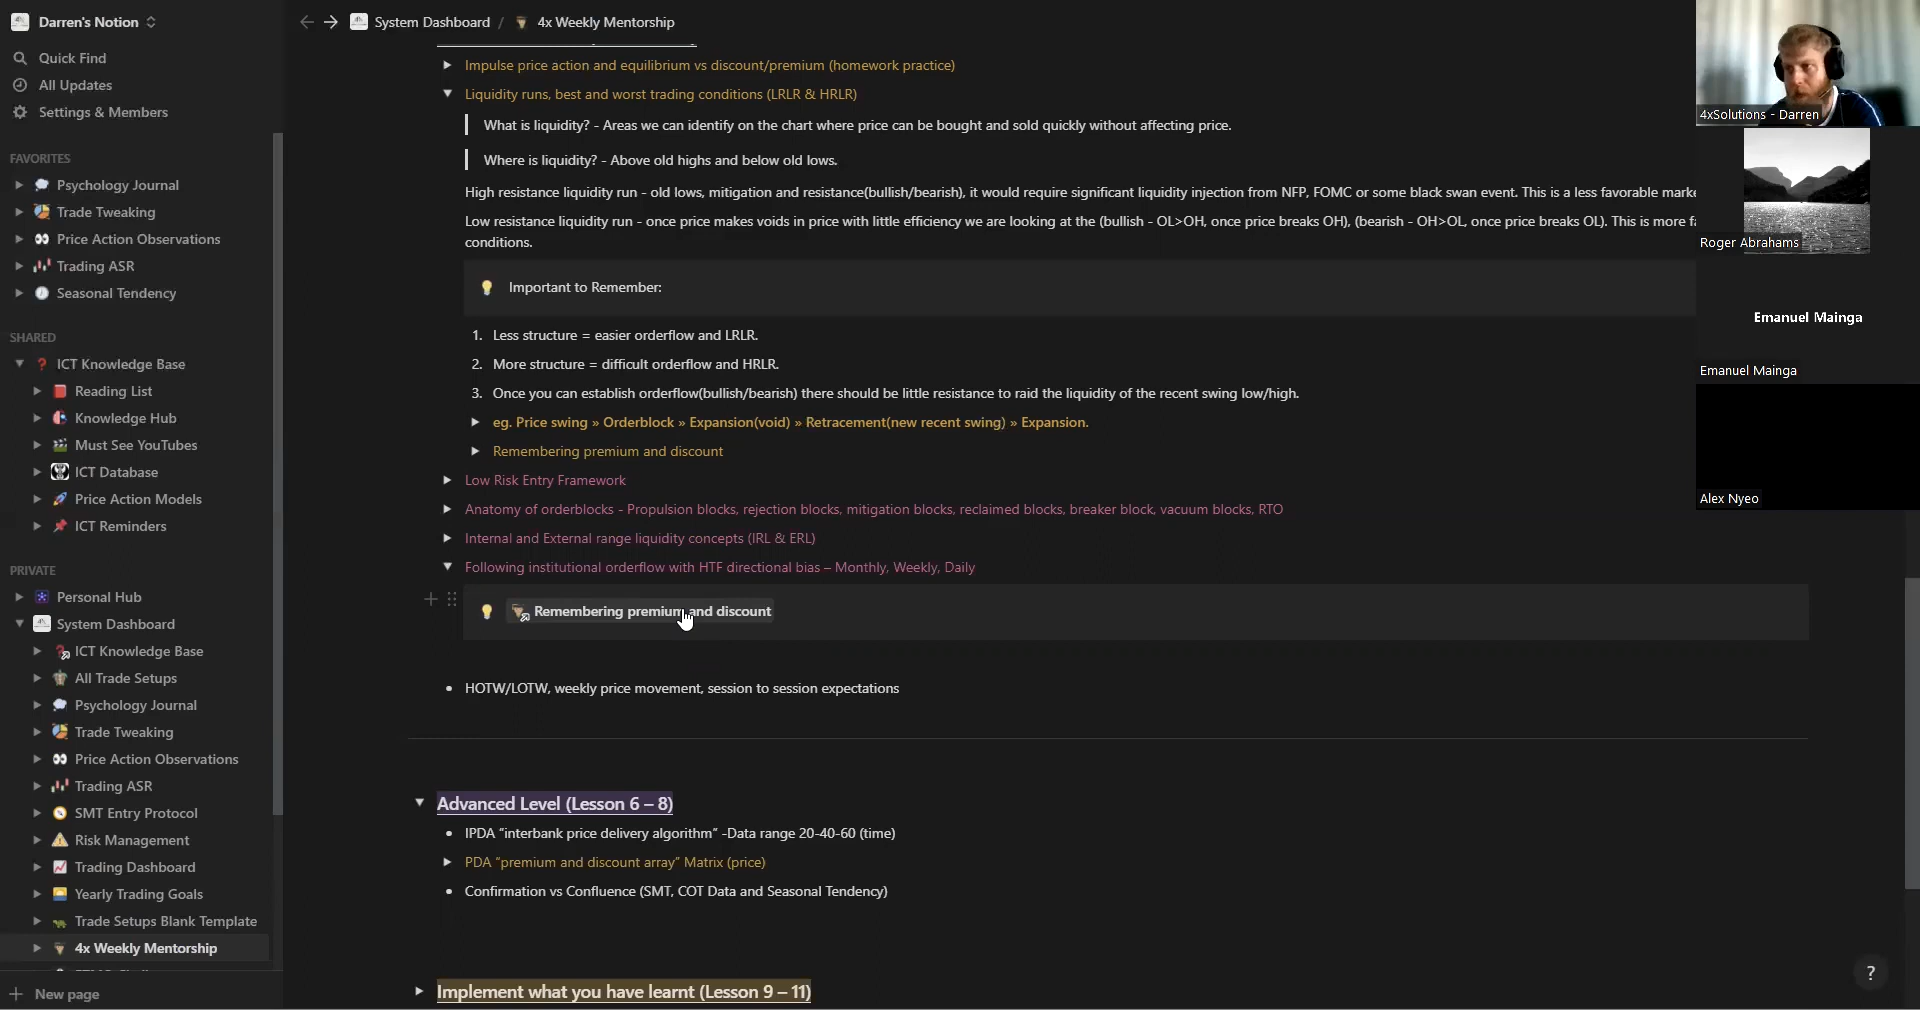 Darren's Notion
Quick Find
All Updates
Settings & Members
FAVORITES
Psychology Journal
Trade Tweaking
Price Action Observations
Trading ASR
Seasonal Tendency
SHARED
ICT Knowledge Base
Reading List
Knowledge Hub
Must See YouTubes
ICT Database
Price Action Models
ICT Reminders
PRIVATE
Personal Hub
System Dashboard
ICT Knowledge Base
All Trade Setups
Psychology Journal
Trade Tweaking
Price Action Observations
Trading ASR
SMT Entry Protocol
Risk Management
Trading Dashboard
Yearly Trading Goals
Trade Setups Blank Template
4x Weekly Mentorship
New page
System Dashboard / 4x Weekly Mentorship
Impulse price action and equilibrium vs discount/premium (homework practice)
Liquidity runs, best and worst trading conditions (LRLR & HRLR)
What is liquidity? - Areas we can identify on the chart where price can be bought and sold quickly without affecting price.
Where is liquidity? - Above old highs and below old lows.
High resistance liquidity run - old lows, mitigation and resistance(bullish/bearish), it would require significant liquidity injection from NFP, FOMC or some black swan event. This is a less favorable
Low resistance liquidity run - once price makes voids in price with little efficiency we are looking at the (bullish - OL>OH, once price breaks OH), (bearish - OH>OL, once price breaks OL). This is more
conditions.
Important to Remember:
1. Less structure = easier orderflow and LRLR.
2. More structure = difficult orderflow and HRLR.
3. Once you can establish orderflow(bullish/bearish) there should be little resistance to raid the liquidity of the recent swing low/high.
eg. Price swing » Orderblock » Expansion(void) » Retracement(new recent swing) » Expansion.
Remembering premium and discount
Low Risk Entry Framework
Anatomy of orderblocks - Propulsion blocks, rejection blocks, mitigation blocks, reclaimed blocks, breaker block, vacuum blocks, RTO
Internal and External range liquidity concepts (IRL & ERL)
Following institutional orderflow with HTF directional bias – Monthly, Weekly, Daily
Remembering premium and discount
• HOTW/LOTW, weekly price movement, session to session expectations
Advanced Level (Lesson 6 – 8)
• IPDA “interbank price delivery algorithm” -Data range 20-40-60 (time)
PDA “premium and discount array” Matrix (price)
• Confirmation vs Confluence (SMT, COT Data and Seasonal Tendency)
Implement what you have learnt (Lesson 9 – 11)
?
4xSolutions - Darren
Roger Abrahams
Emanuel Mainga
Emanuel Mainga
Alex Nyeo